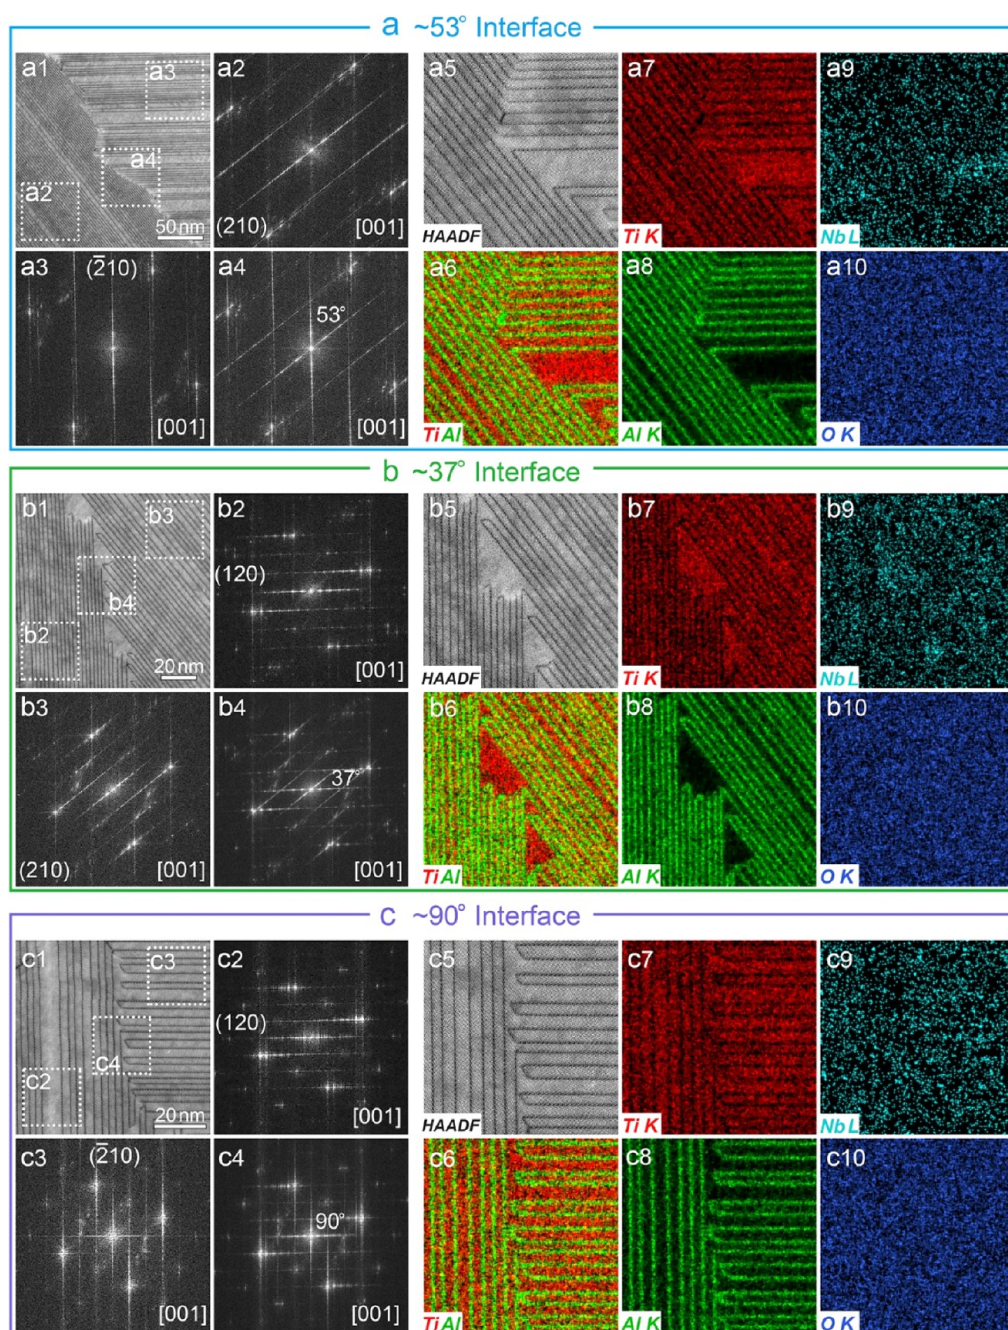 a ~53° Interface
a1 a3 a4 a2 50 nm
a2 (210) [001]
a5 HAADF
a7 Ti K
a9 Nb L
a3 (2̄10) [001]
a4 53° [001]
a6 Ti Al
a8 Al K
a10 O K
b ~37° Interface
b1 b3 b4 b2 20 nm
b2 (120) [001]
b5 HAADF
b7 Ti K
b9 Nb L
b3 (210) [001]
b4 37° [001]
b6 Ti Al
b8 Al K
b10 O K
c ~90° Interface
c1 c3 c4 c2 20 nm
c2 (120) [001]
c5 HAADF
c7 Ti K
c9 Nb L
c3 (2̄10) [001]
c4 90° [001]
c6 Ti Al
c8 Al K
c10 O K